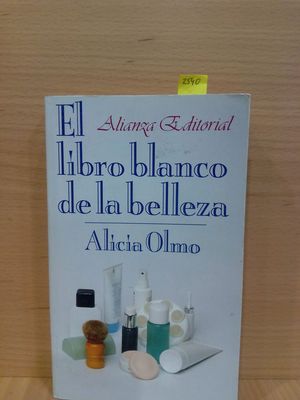 2590
El Alianza Editorial
libro blanco
de la belleza
Alicia Olmo